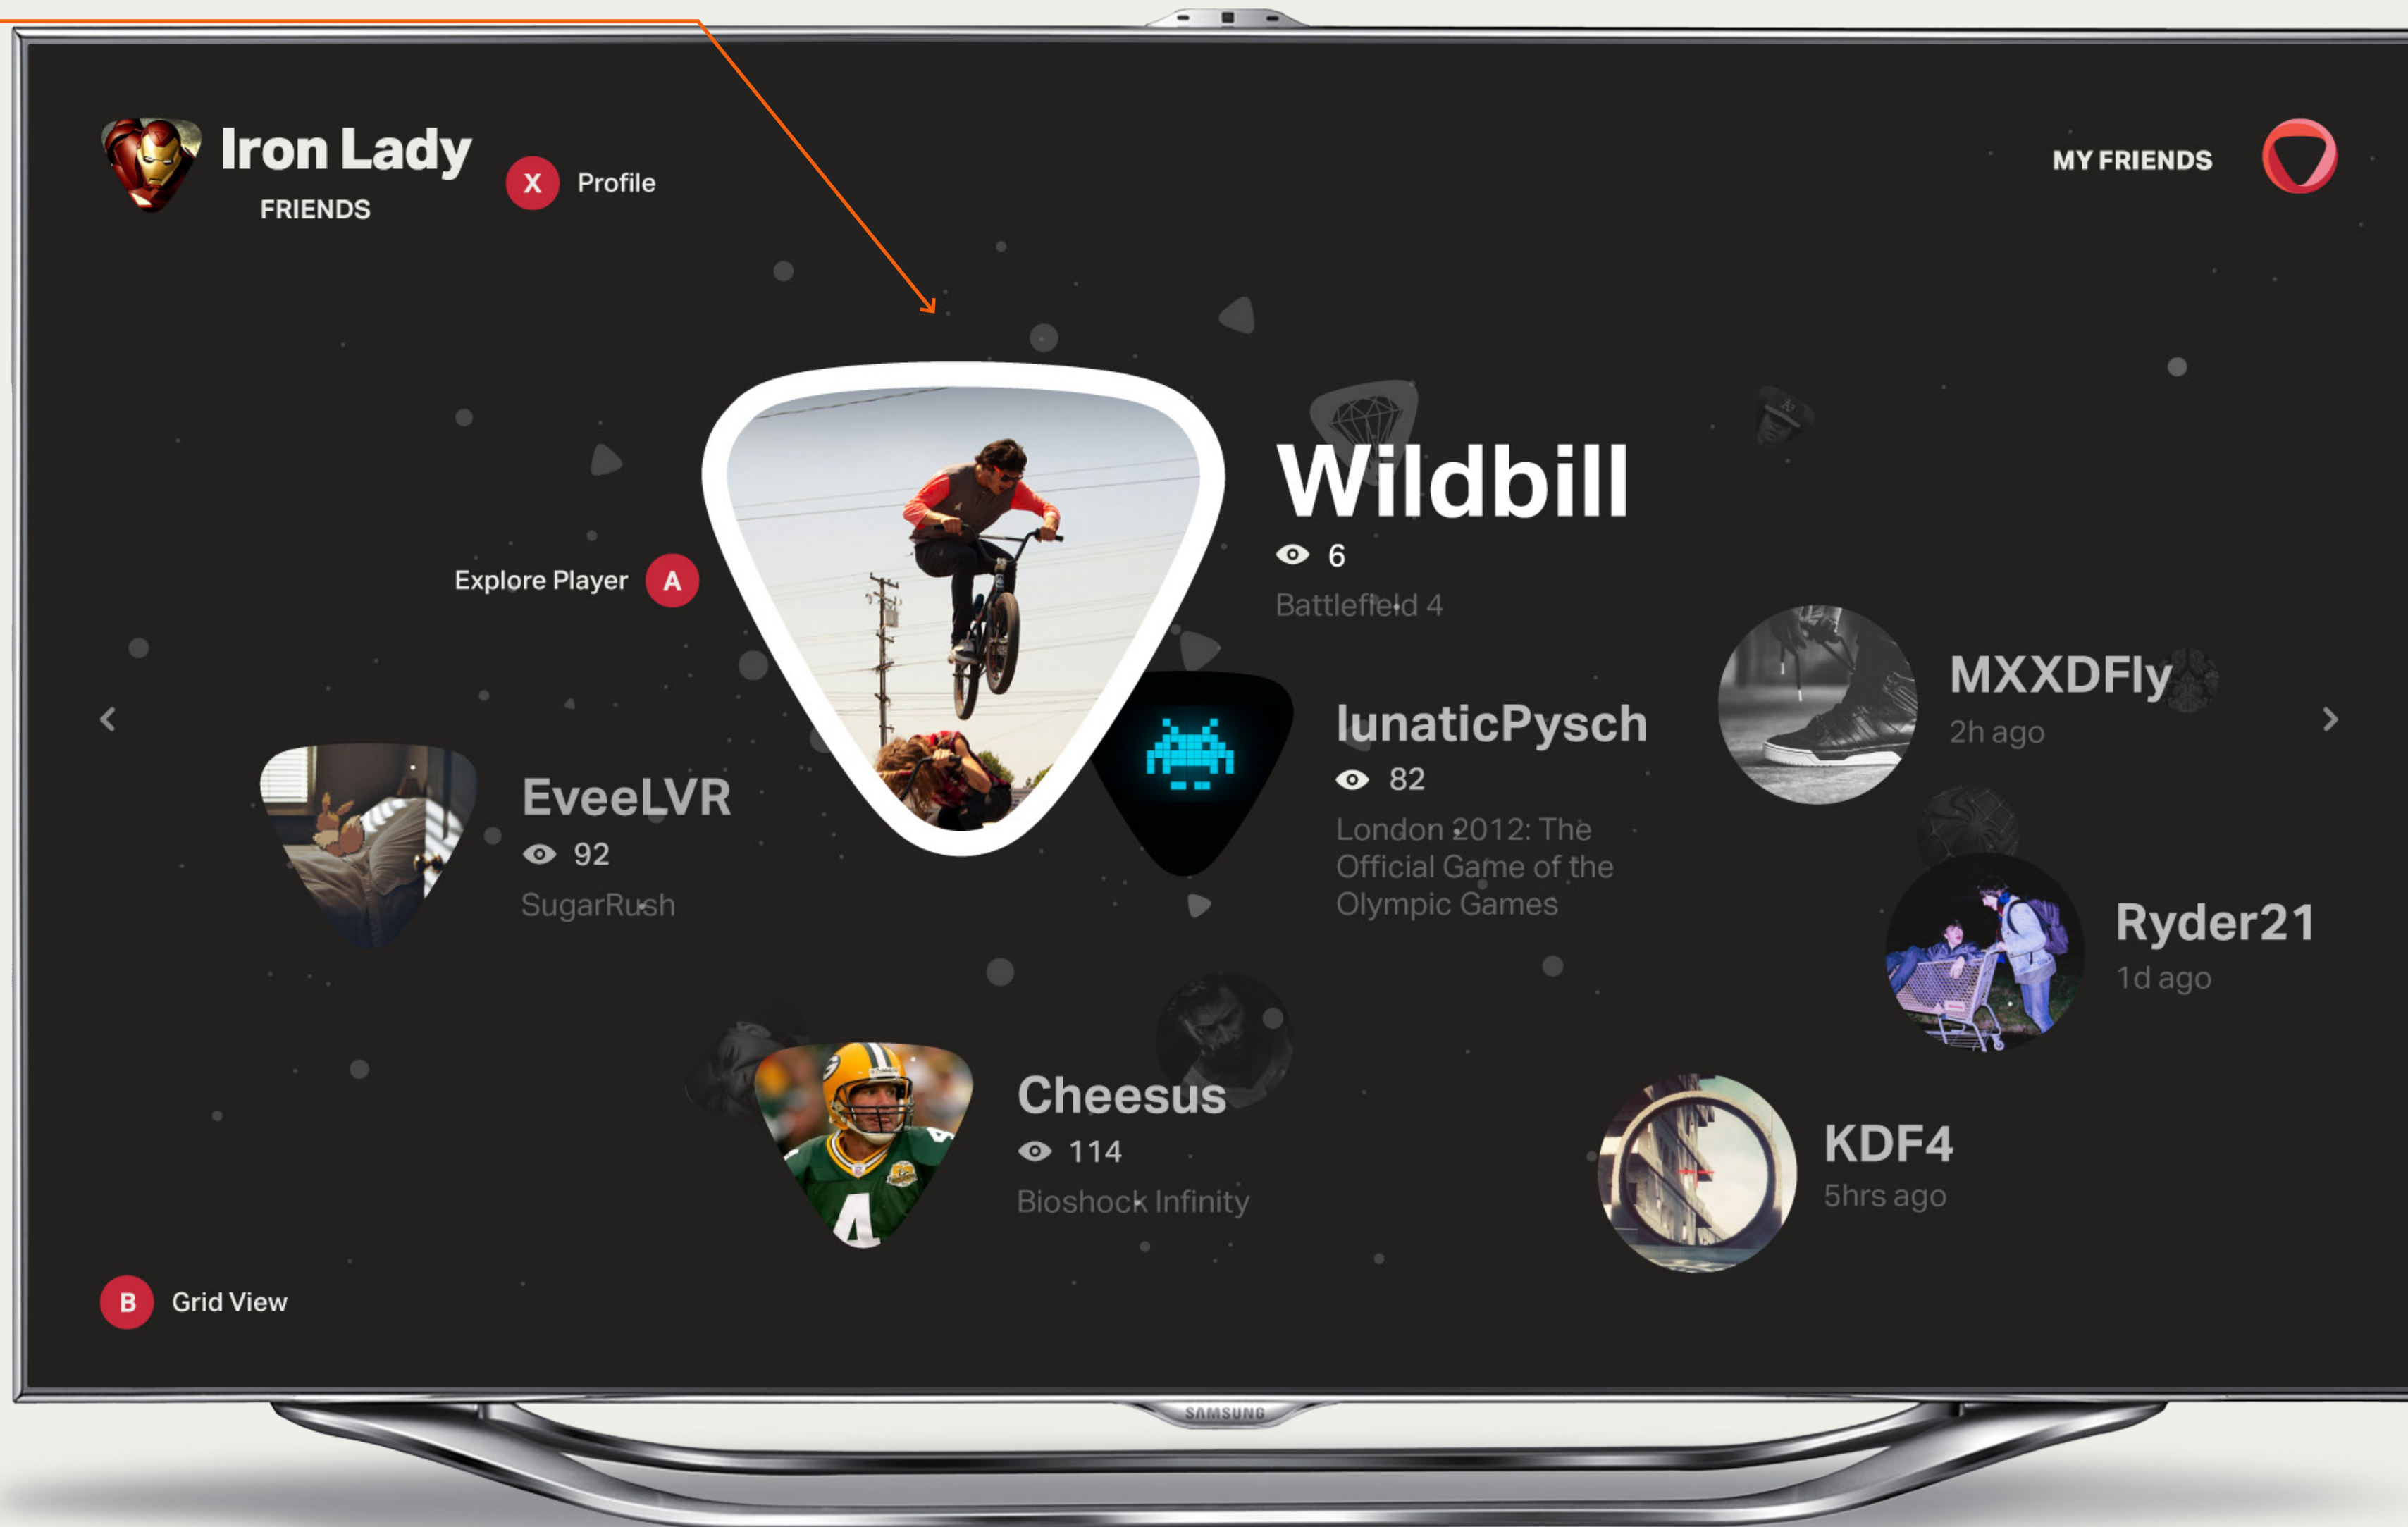 Iron Lady
FRIENDS
X Profile
MY FRIENDS
Wildbill
6
Battlefield 4
Explore Player A
MXXDFly
2h ago
lunaticPysch
82
London 2012: The
Official Game of the
Olympic Games
EveeLVR
92
SugarRush
Ryder21
1d ago
Cheesus
114
Bioshock Infinity
4
KDF4
5hrs ago
B Grid View
SAMSUNG